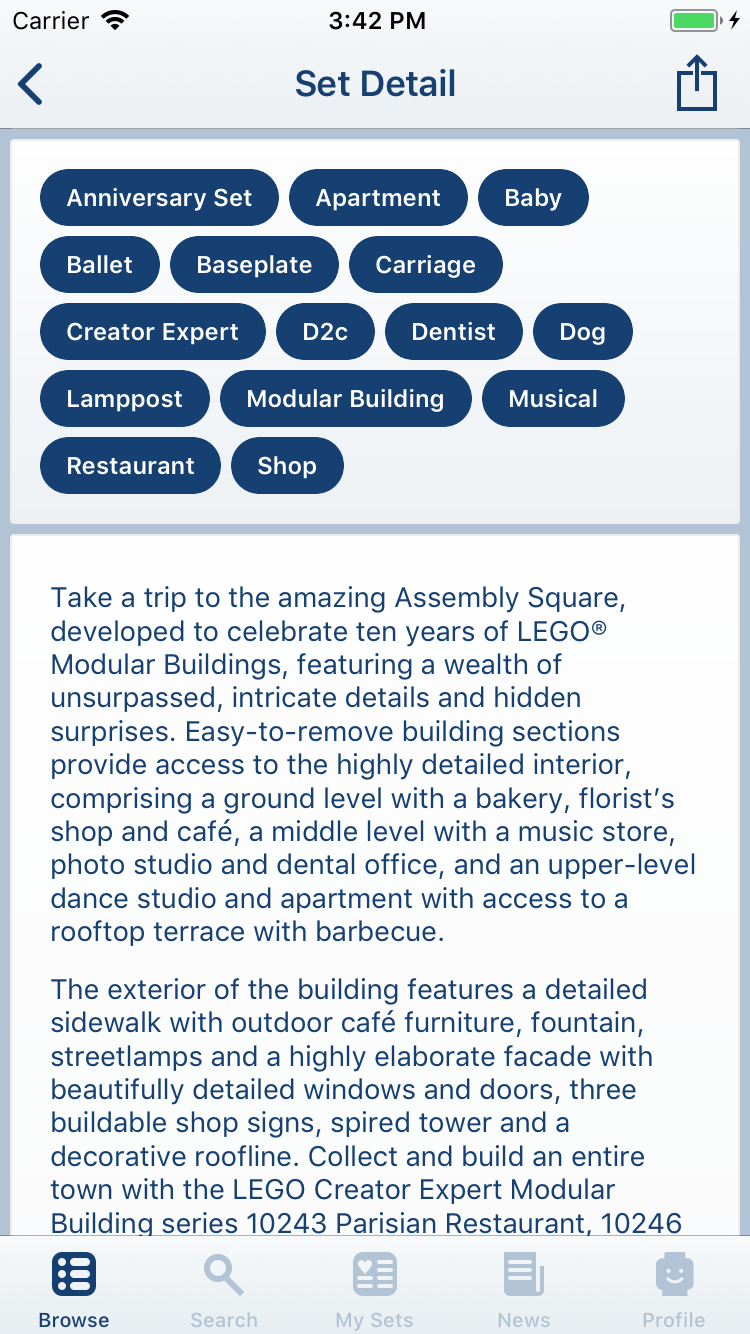 Carrier 3:42 PM
Set Detail
Anniversary Set Apartment Baby
Ballet Baseplate Carriage
Creator Expert D2c Dentist Dog
Lamppost Modular Building Musical
Restaurant Shop
Take a trip to the amazing Assembly Square,
developed to celebrate ten years of LEGO®
Modular Buildings, featuring a wealth of
unsurpassed, intricate details and hidden
surprises. Easy-to-remove building sections
provide access to the highly detailed interior,
comprising a ground level with a bakery, florist’s
shop and café, a middle level with a music store,
photo studio and dental office, and an upper-level
dance studio and apartment with access to a
rooftop terrace with barbecue.
The exterior of the building features a detailed
sidewalk with outdoor café furniture, fountain,
streetlamps and a highly elaborate facade with
beautifully detailed windows and doors, three
buildable shop signs, spired tower and a
decorative roofline. Collect and build an entire
town with the LEGO Creator Expert Modular
Building series 10243 Parisian Restaurant, 10246
Browse Search My Sets News Profile